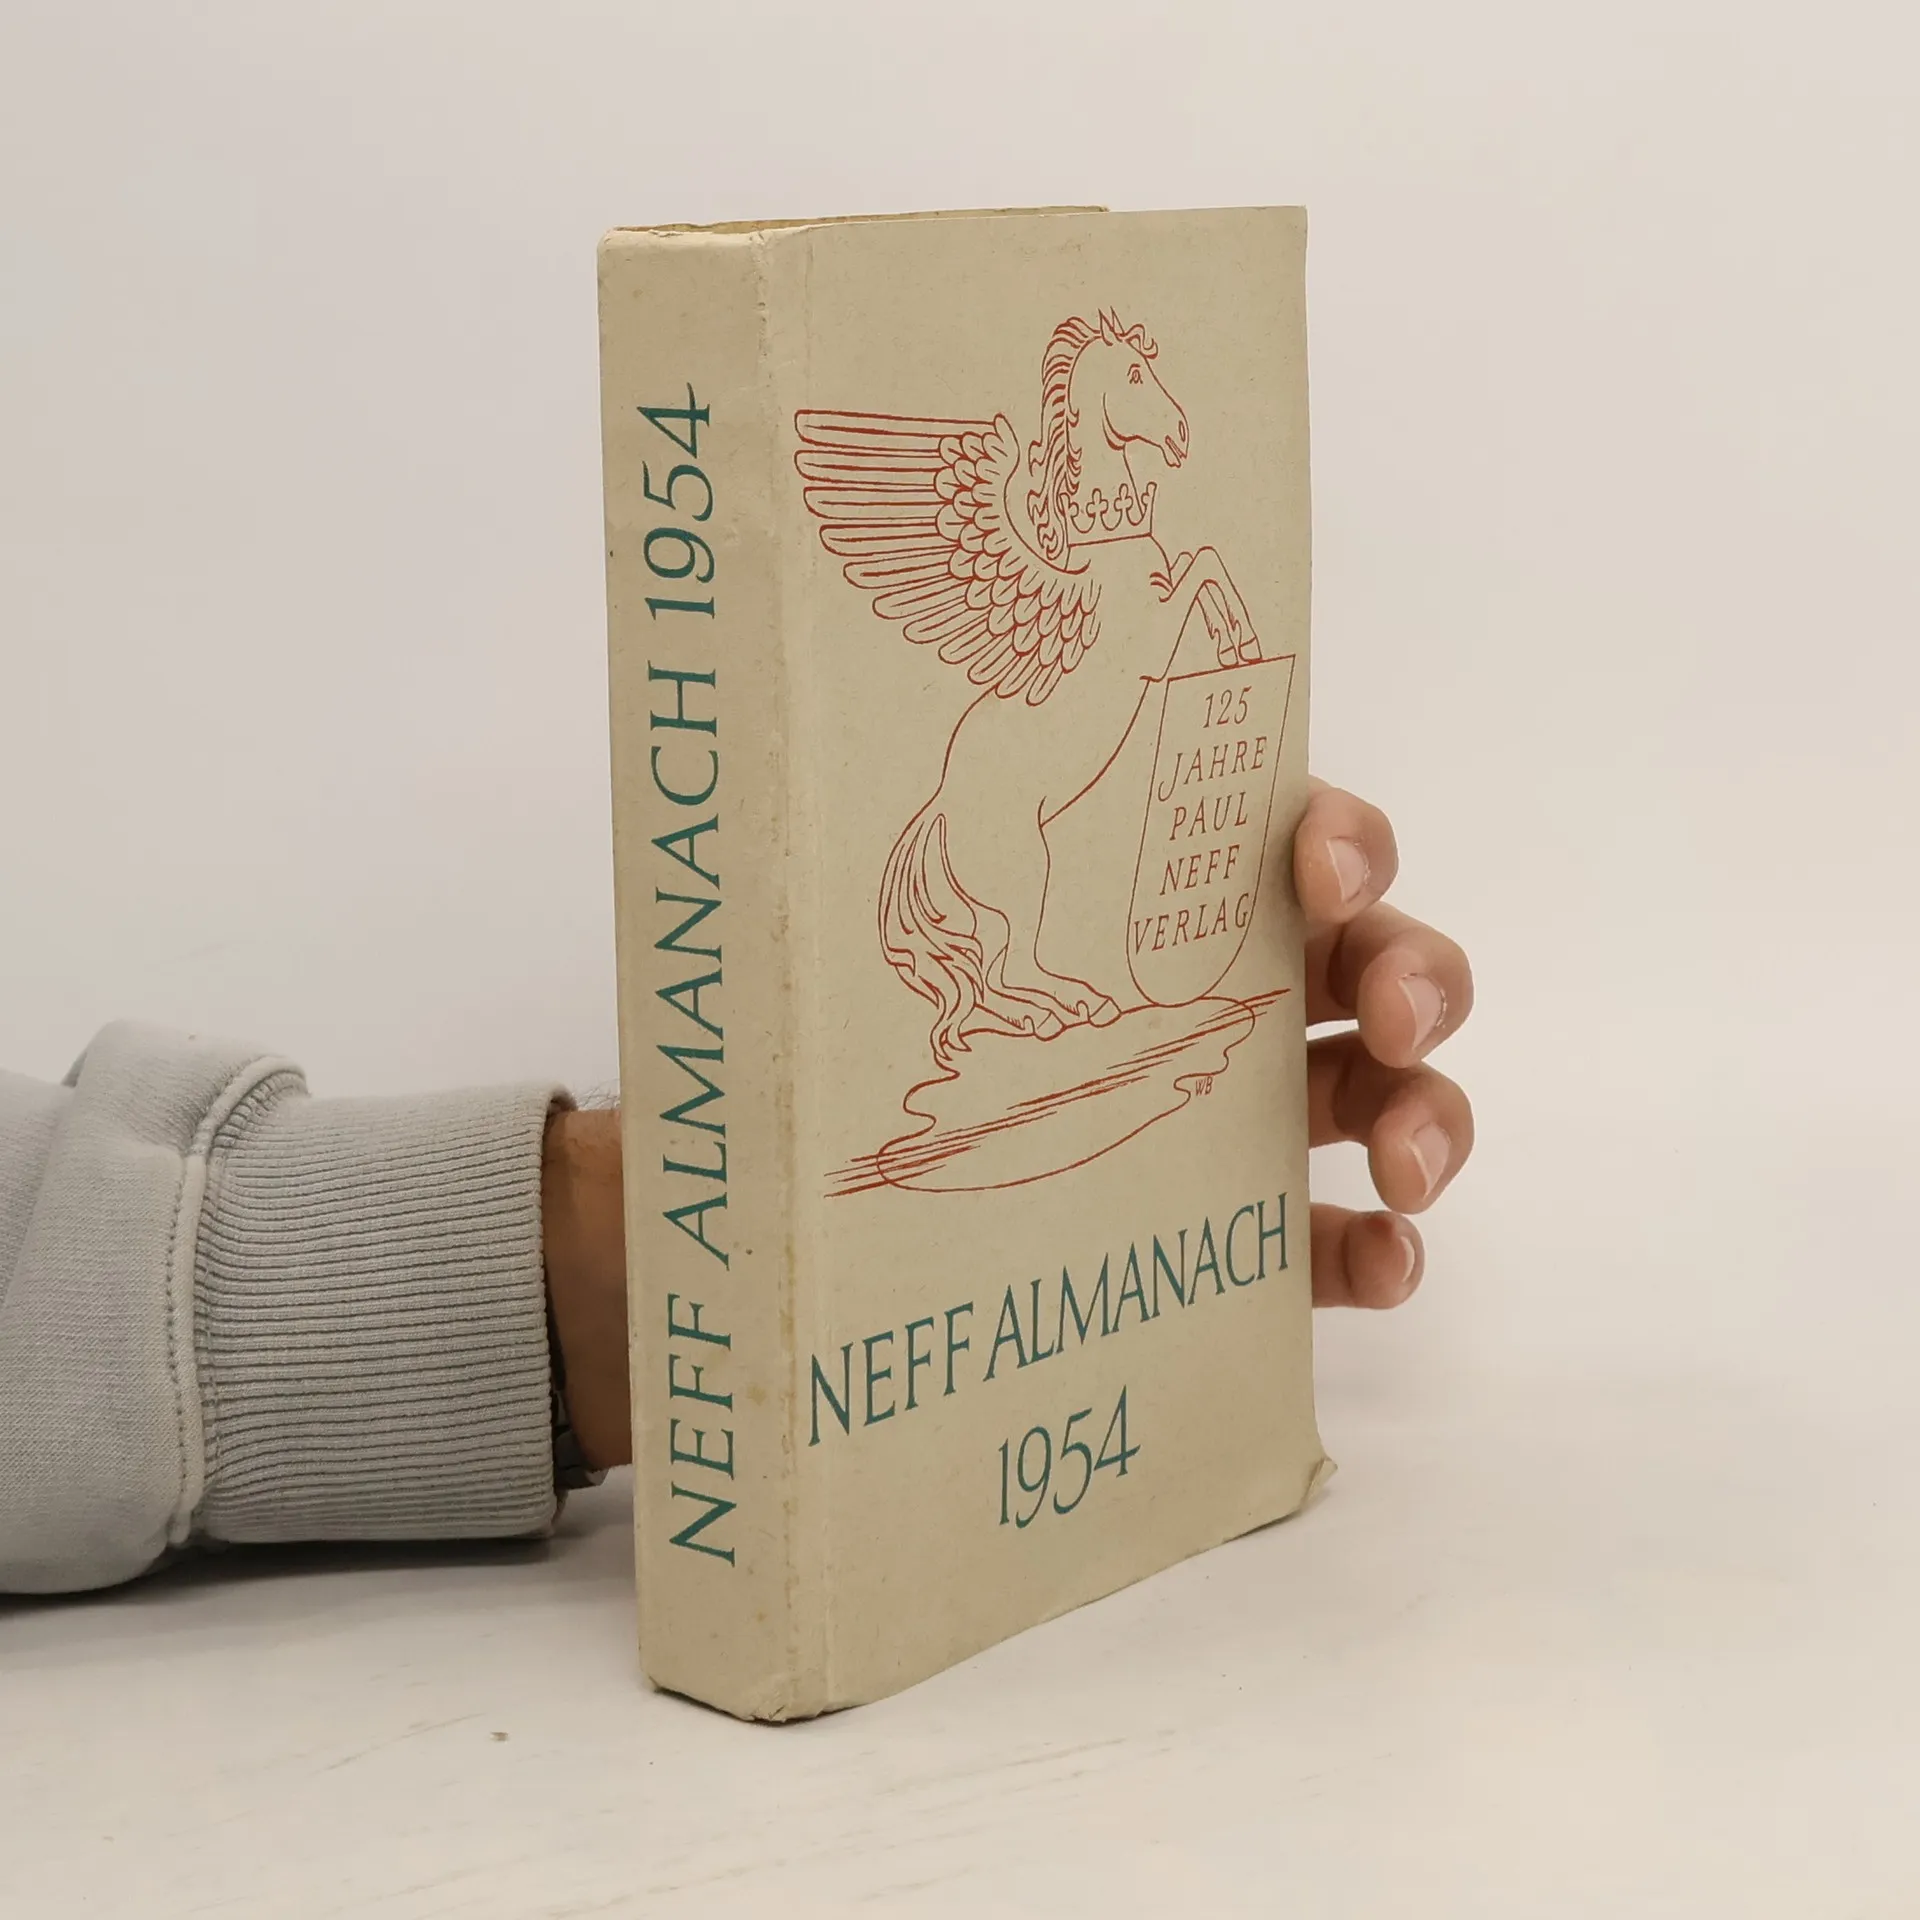 NEFF ALMANACH 1954
125
JAHRE
PAUL
NEFF
VERLAG
WB
NEFF ALMANACH
1954